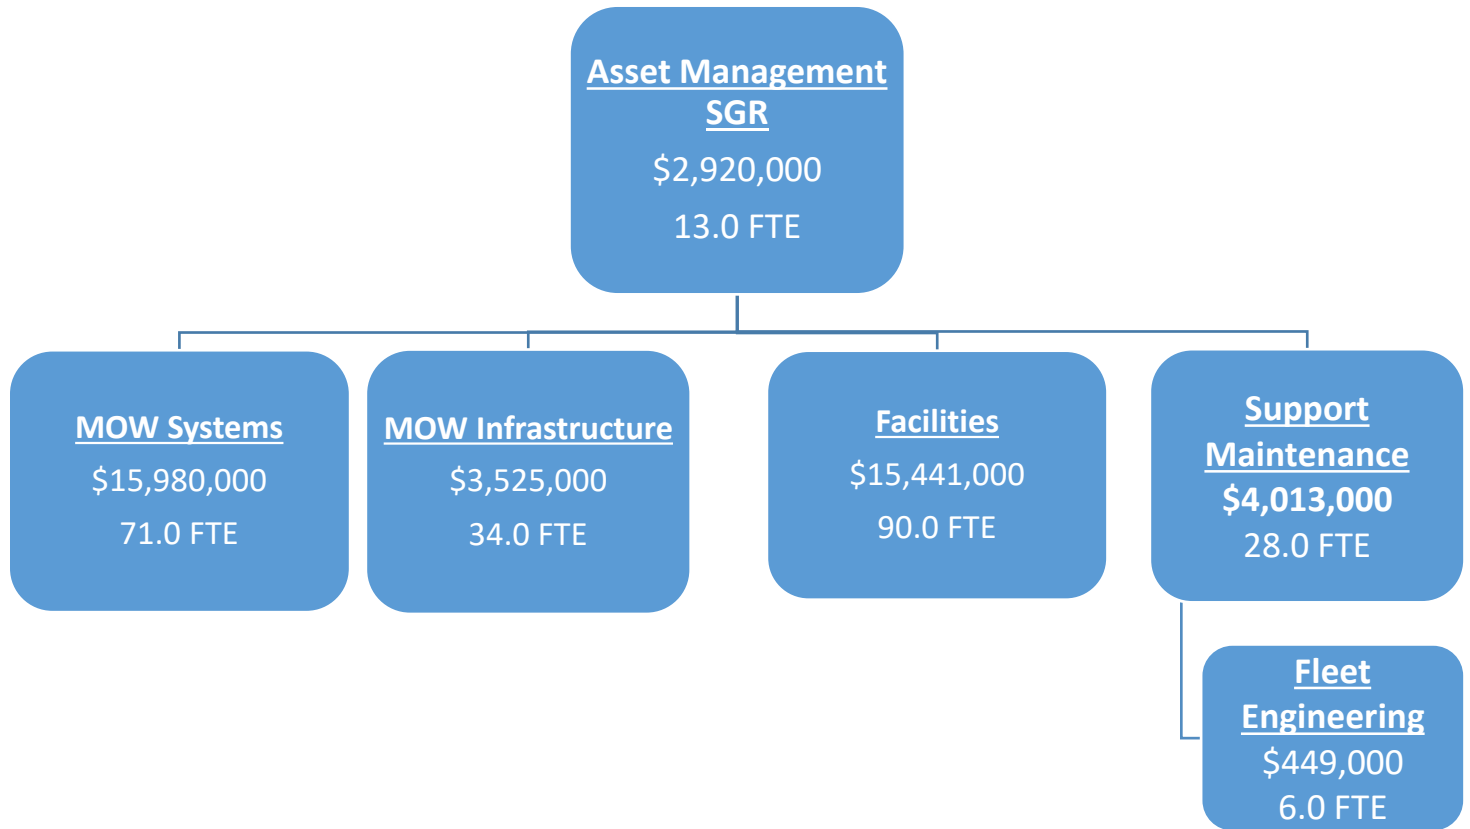 Asset Management
SGR
$2,920,000
13.0 FTE
MOW Systems
$15,980,000
71.0 FTE
MOW Infrastructure
$3,525,000
34.0 FTE
Facilities
$15,441,000
90.0 FTE
Support
Maintenance
$4,013,000
28.0 FTE
Fleet
Engineering
$449,000
6.0 FTE